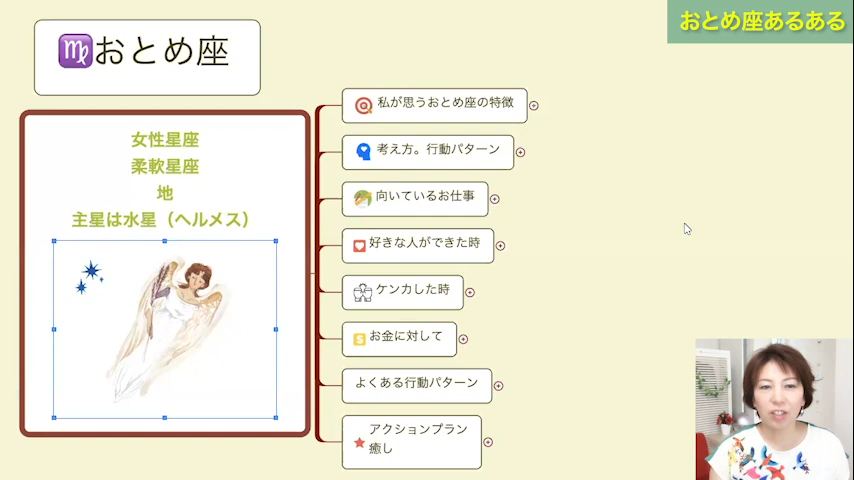 おとめ座あるある
♍おとめ座
女性星座
柔軟星座
地
主星は水星（ヘルメス）
私が思うおとめ座の特徴
考え方。行動パターン
向いているお仕事
好きな人ができた時
ケンカした時
お金に対して
よくある行動パターン
アクションプラン
癒し